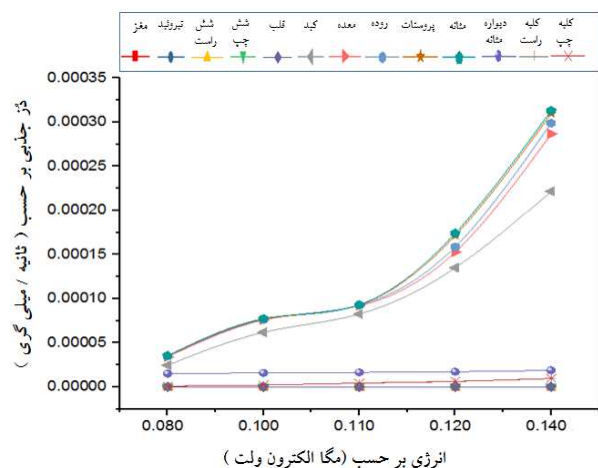 مغز تیروئید شش راست شش چپ قلب کبد معده روده پروستات مثانه دیواره مثانه کلیه راست کلیه چپ
دُز جذبی بر حسب ( ثانیه / میلی گری )
0.00035
0.00030
0.00025
0.00020
0.00015
0.00010
0.00005
0.00000
0.080 0.100 0.110 0.120 0.140
انرژی بر حسب (مگا الکترون ولت )